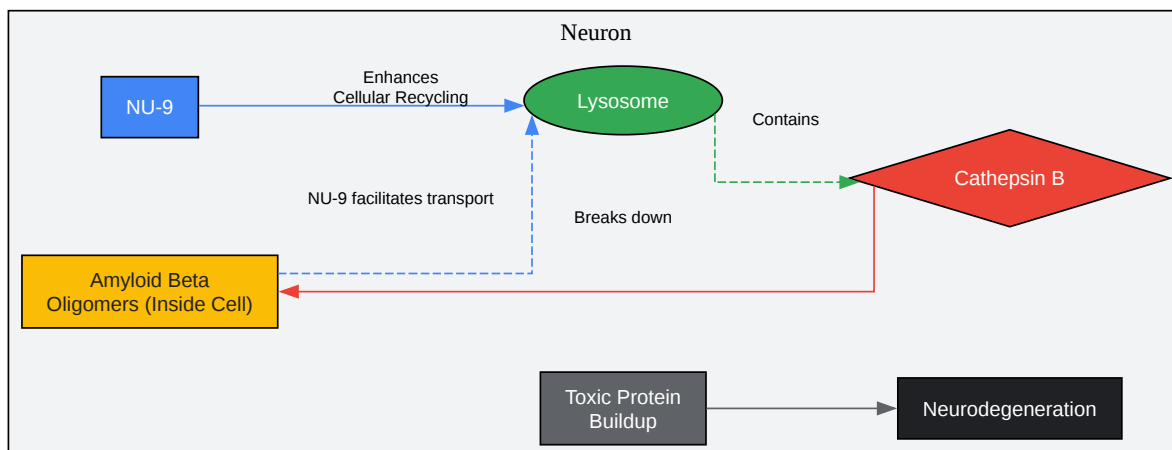 Neuron
NU-9
Enhances
Cellular Recycling
Lysosome
Contains
Cathepsin B
NU-9 facilitates transport
Breaks down
Amyloid Beta
Oligomers (Inside Cell)
Toxic Protein
Buildup
Neurodegeneration